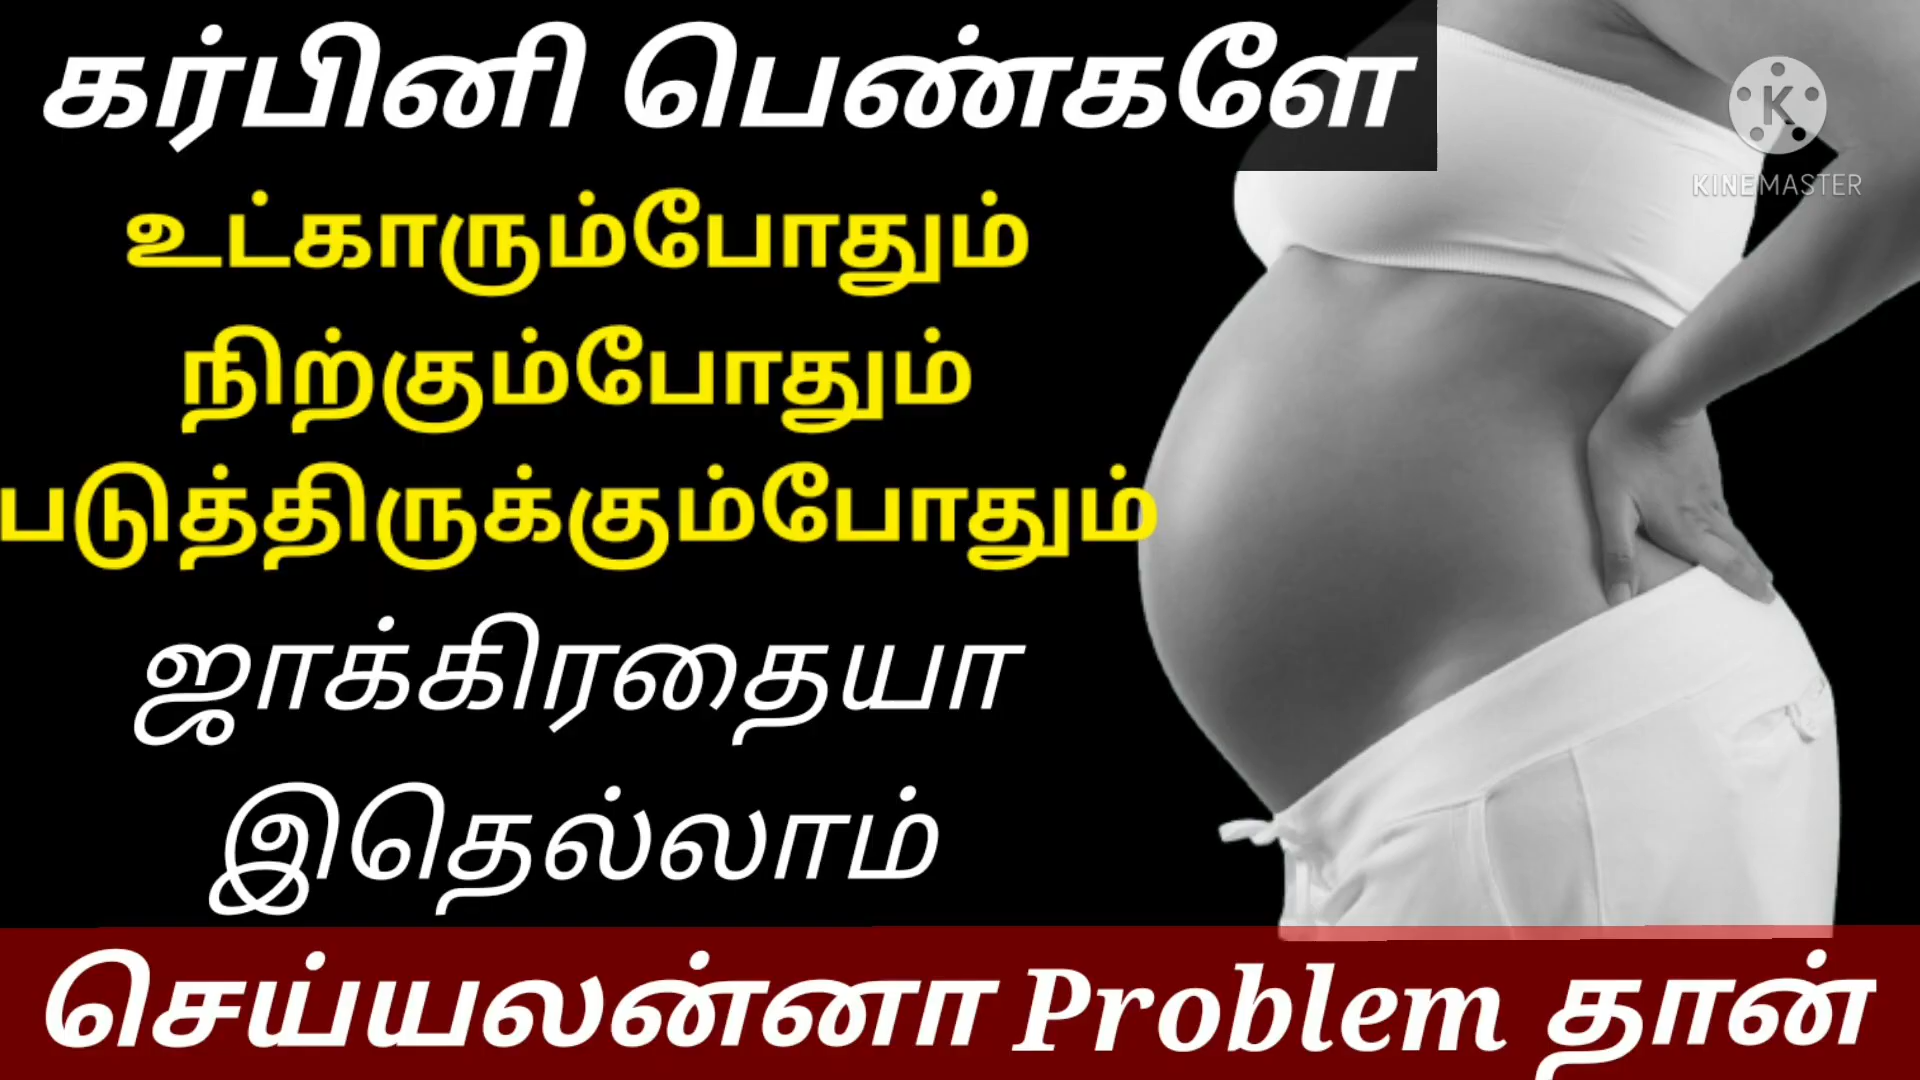 கர்பினி பெண்களே
உட்காரும்போதும்
நிற்கும்போதும்
படுத்திருக்கும்போதும்
ஜாக்கிரதையா
இதெல்லாம்
செய்யலன்னா Problem தான்
K
KINEMASTER